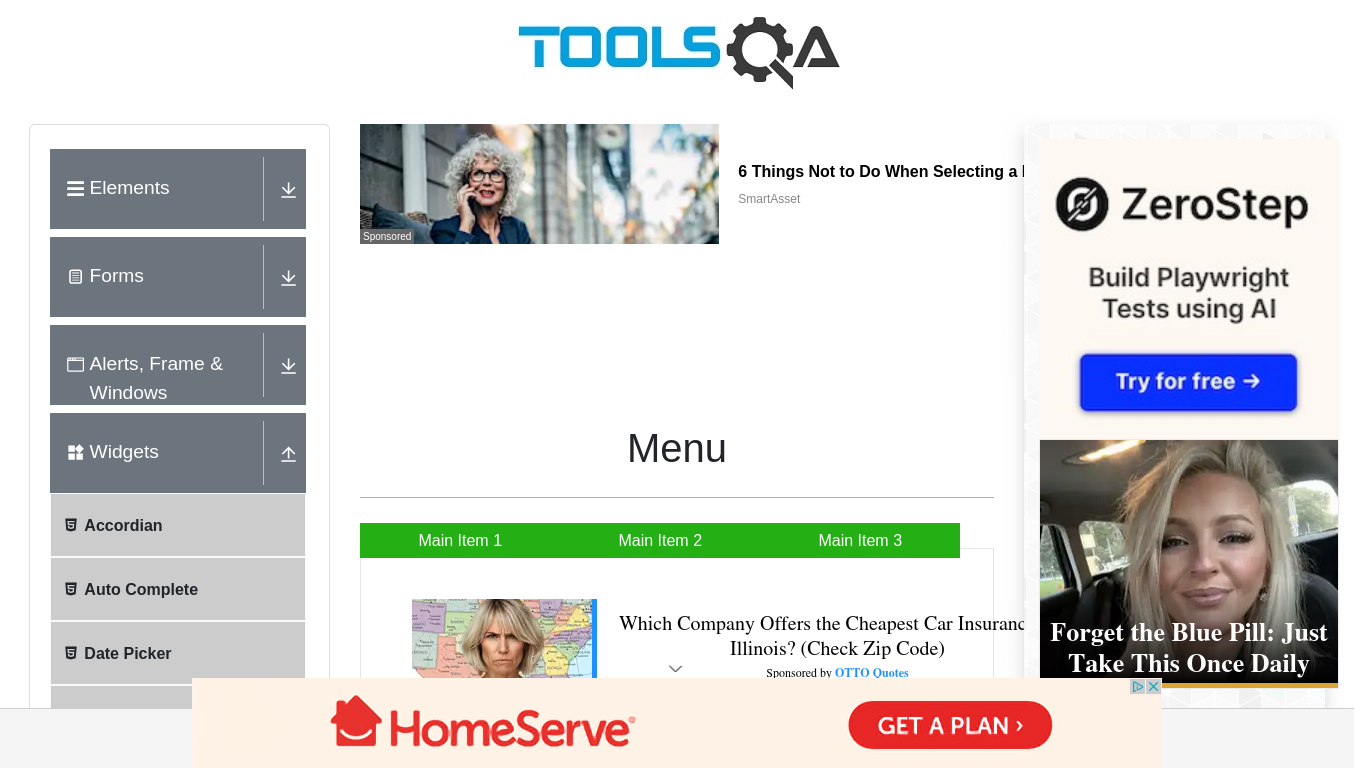 TOOLSQA
Elements
Forms
Alerts, Frame &
Windows
Widgets
Accordian
Auto Complete
Date Picker
Sponsored
6 Things Not to Do When Selecting a
SmartAsset
Menu
Main Item 1
Main Item 2
Main Item 3
Which Company Offers the Cheapest Car Insuranc
Illinois? (Check Zip Code)
Sponsored by OTTO Quotes
ZeroStep
Build Playwright
Tests using AI
Try for free →
Forget the Blue Pill: Just
Take This Once Daily
HomeServe®
GET A PLAN ›